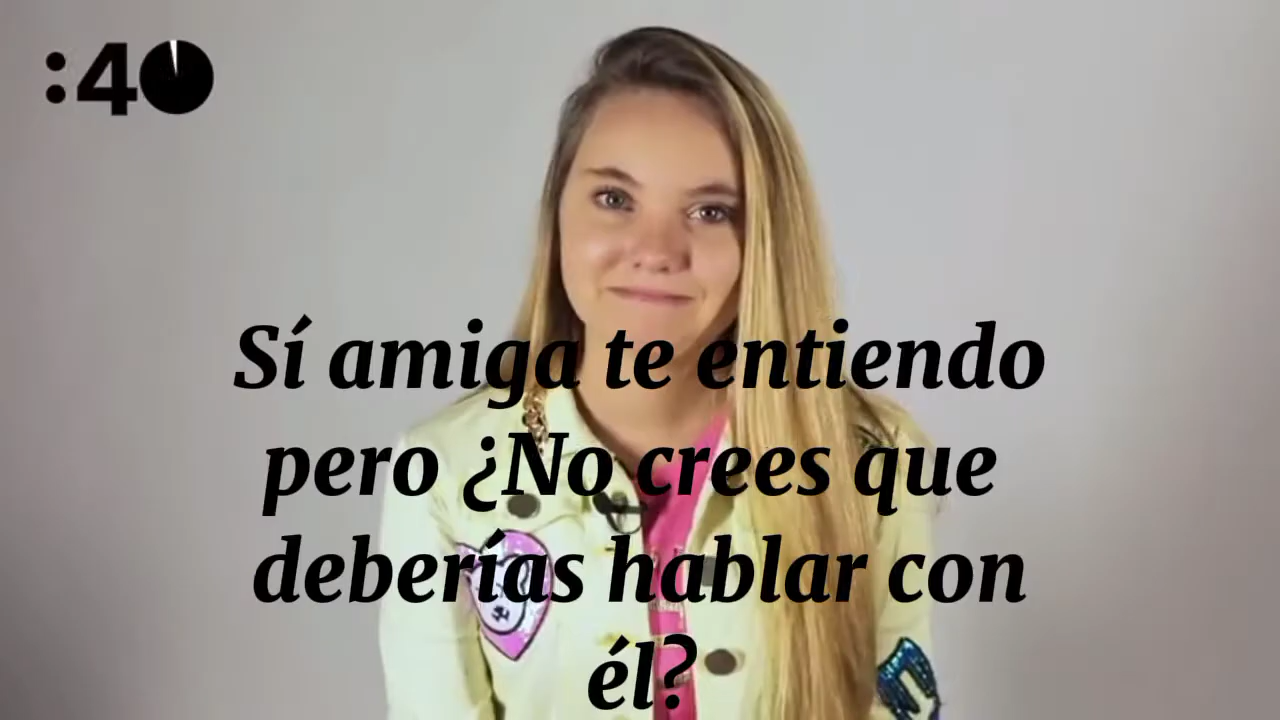 :40
Sí amiga te entiendo
pero ¿No crees que
deberías hablar con
él?